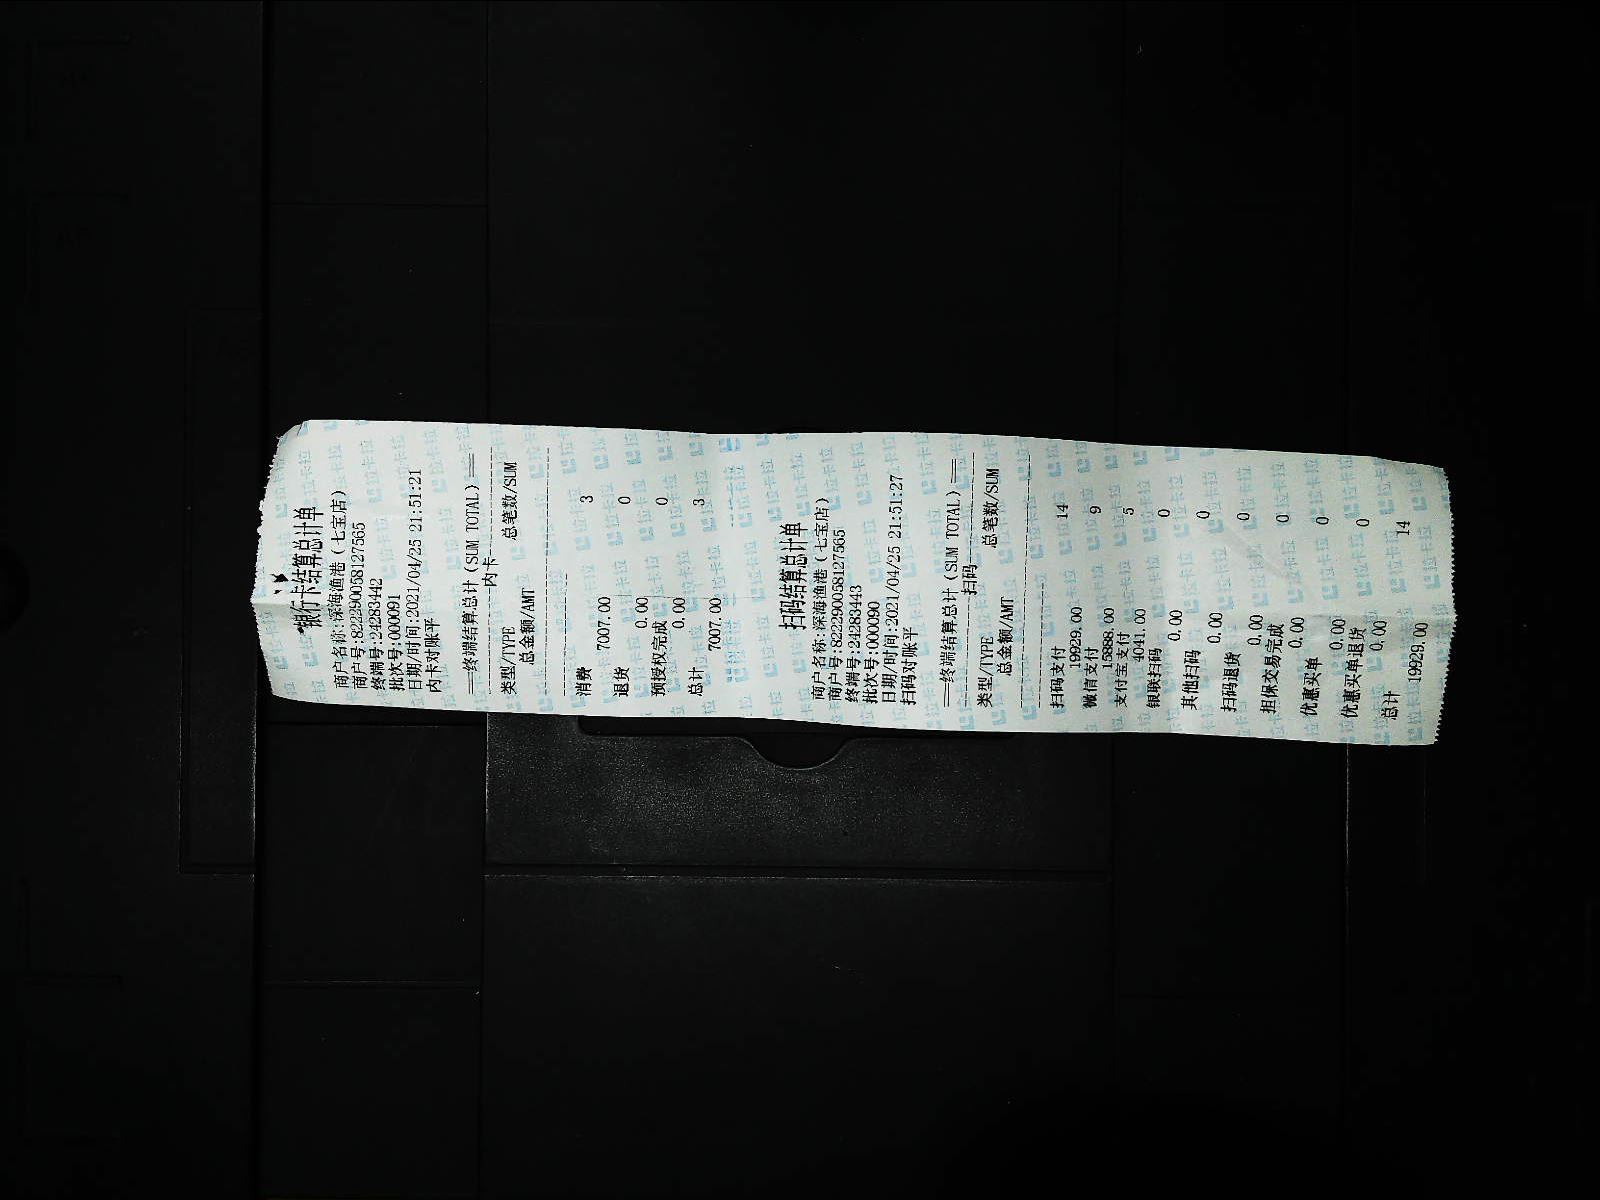 银行卡结算总计单
商户名称:深海渔港(七宝店)
商户号:8222900581​27565
终端号:24283442
批次号:000091
日期/时间:2021/04/25 21:51:21
内卡对账平
==终端结算总计(SUM TOTAL)==
内卡
类型/TYPE 总笔数/SUM
总金额/AMT
消费 3
7007.00
退货 0
0.00
预授权完成 0
0.00
总计 3
7007.00
扫码结算总计单
商户名称:深海渔港(七宝店)
商户号:822290058127565
终端号:24283443
批次号:000090
日期/时间:2021/04/25 21:51:27
扫码对账平
==终端结算总计(SUM TOTAL)==
扫码
类型/TYPE 总笔数/SUM
总金额/AMT
扫码支付 14
19929.00
微信支付 9
15888.00
支付宝支付 5
4041.00
银联扫码 0
0.00
其他扫码 0
0.00
扫码退货 0
0.00
担保交易完成 0
0.00
优惠买单 0
0.00
优惠买单退货 0
0.00
总计 14
19929.00